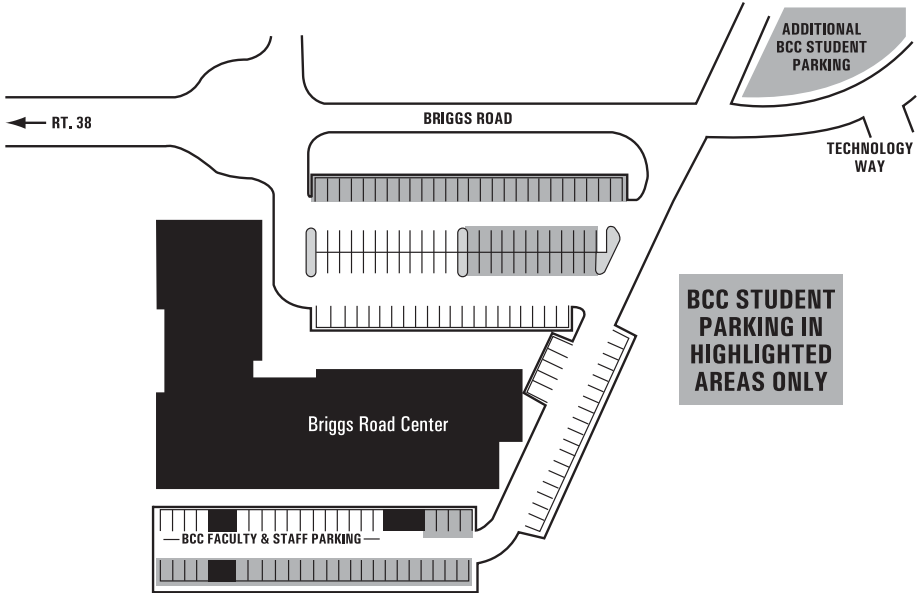 ADDITIONAL
BCC STUDENT
PARKING
← RT. 38
BRIGGS ROAD
TECHNOLOGY
WAY
BCC STUDENT
PARKING IN
HIGHLIGHTED
AREAS ONLY
Briggs Road Center
BCC FACULTY & STAFF PARKING